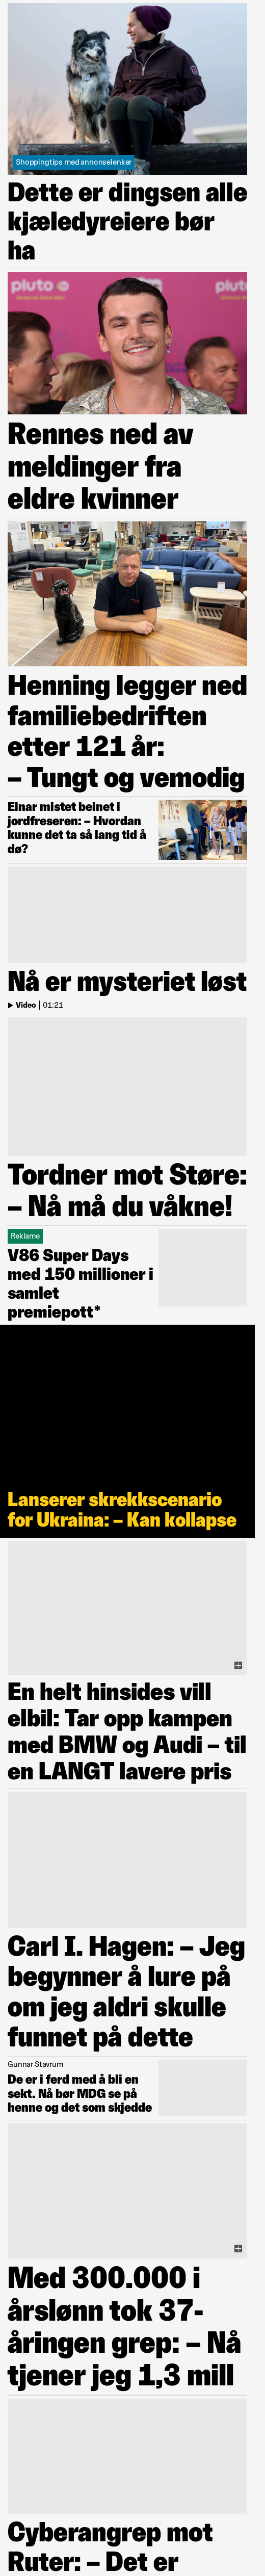 Shoppingtips med annonselenker
Dette er dingsen alle
kjæledyreiere bør
ha
pluto
pluto
Rennes ned av
meldinger fra
eldre kvinner
Henning legger ned
familiebedriften
etter 121 år:
– Tungt og vemodig
Einar mistet beinet i
jordfreseren: – Hvordan
kunne det ta så lang tid å
dø?
Nå er mysteriet løst
Video | 01:21
Tordner mot Støre:
– Nå må du våkne!
Reklame
V86 Super Days
med 150 millioner i
samlet
premiepott*
Lanserer skrekkscenario
for Ukraina: – Kan kollapse
En helt hinsides vill
elbil: Tar opp kampen
med BMW og Audi – til
en LANGT lavere pris
Carl I. Hagen: – Jeg
begynner å lure på
om jeg aldri skulle
funnet på dette
Gunnar Stavrum
De er i ferd med å bli en
sekt. Nå bør MDG se på
henne og det som skjedde
Med 300.000 i
årslønn tok 37-
åringen grep: – Nå
tjener jeg 1,3 mill
Cyberangrep mot
Ruter: – Det er